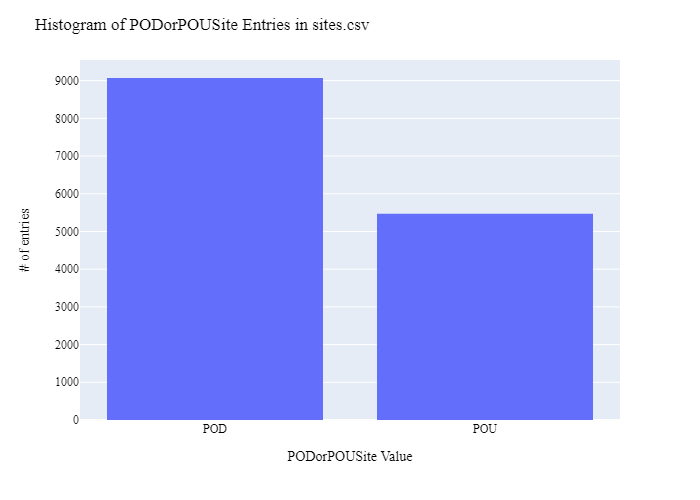 Histogram of PODorPOUSite Entries in sites.csv
# of entries
9000
8000
7000
6000
5000
4000
3000
2000
1000
0
POD POU
PODorPOUSite Value